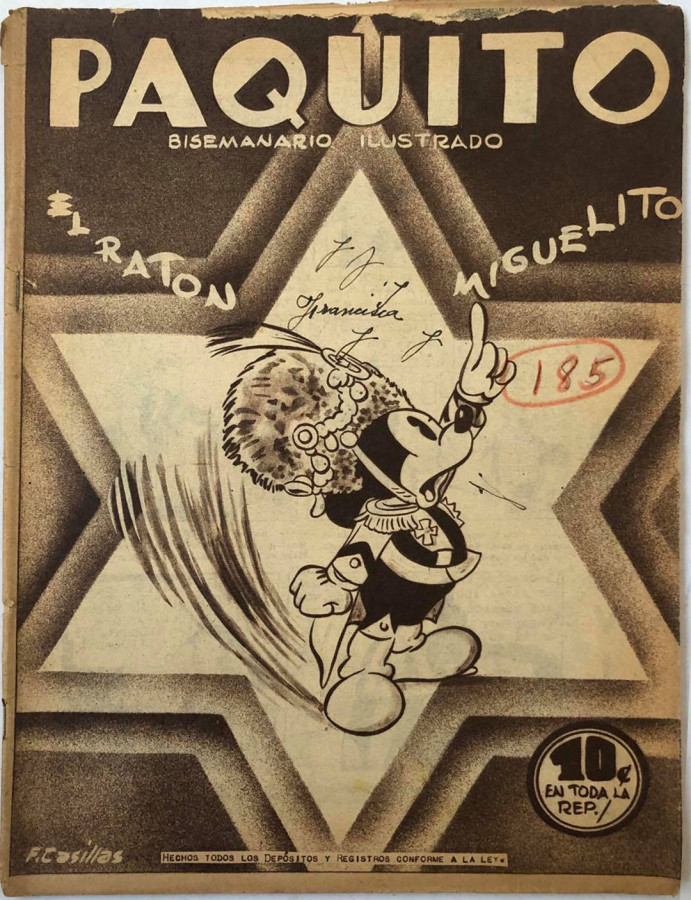 PAQUITO
BISEMANARIO ILUSTRADO
EL RATON MIGUELITO
Francisca
185
10¢
EN TODA LA
REP./
F. Casillas
HECHOS TODOS LOS DEPÓSITOS Y REGISTROS CONFORME A LA LEY.